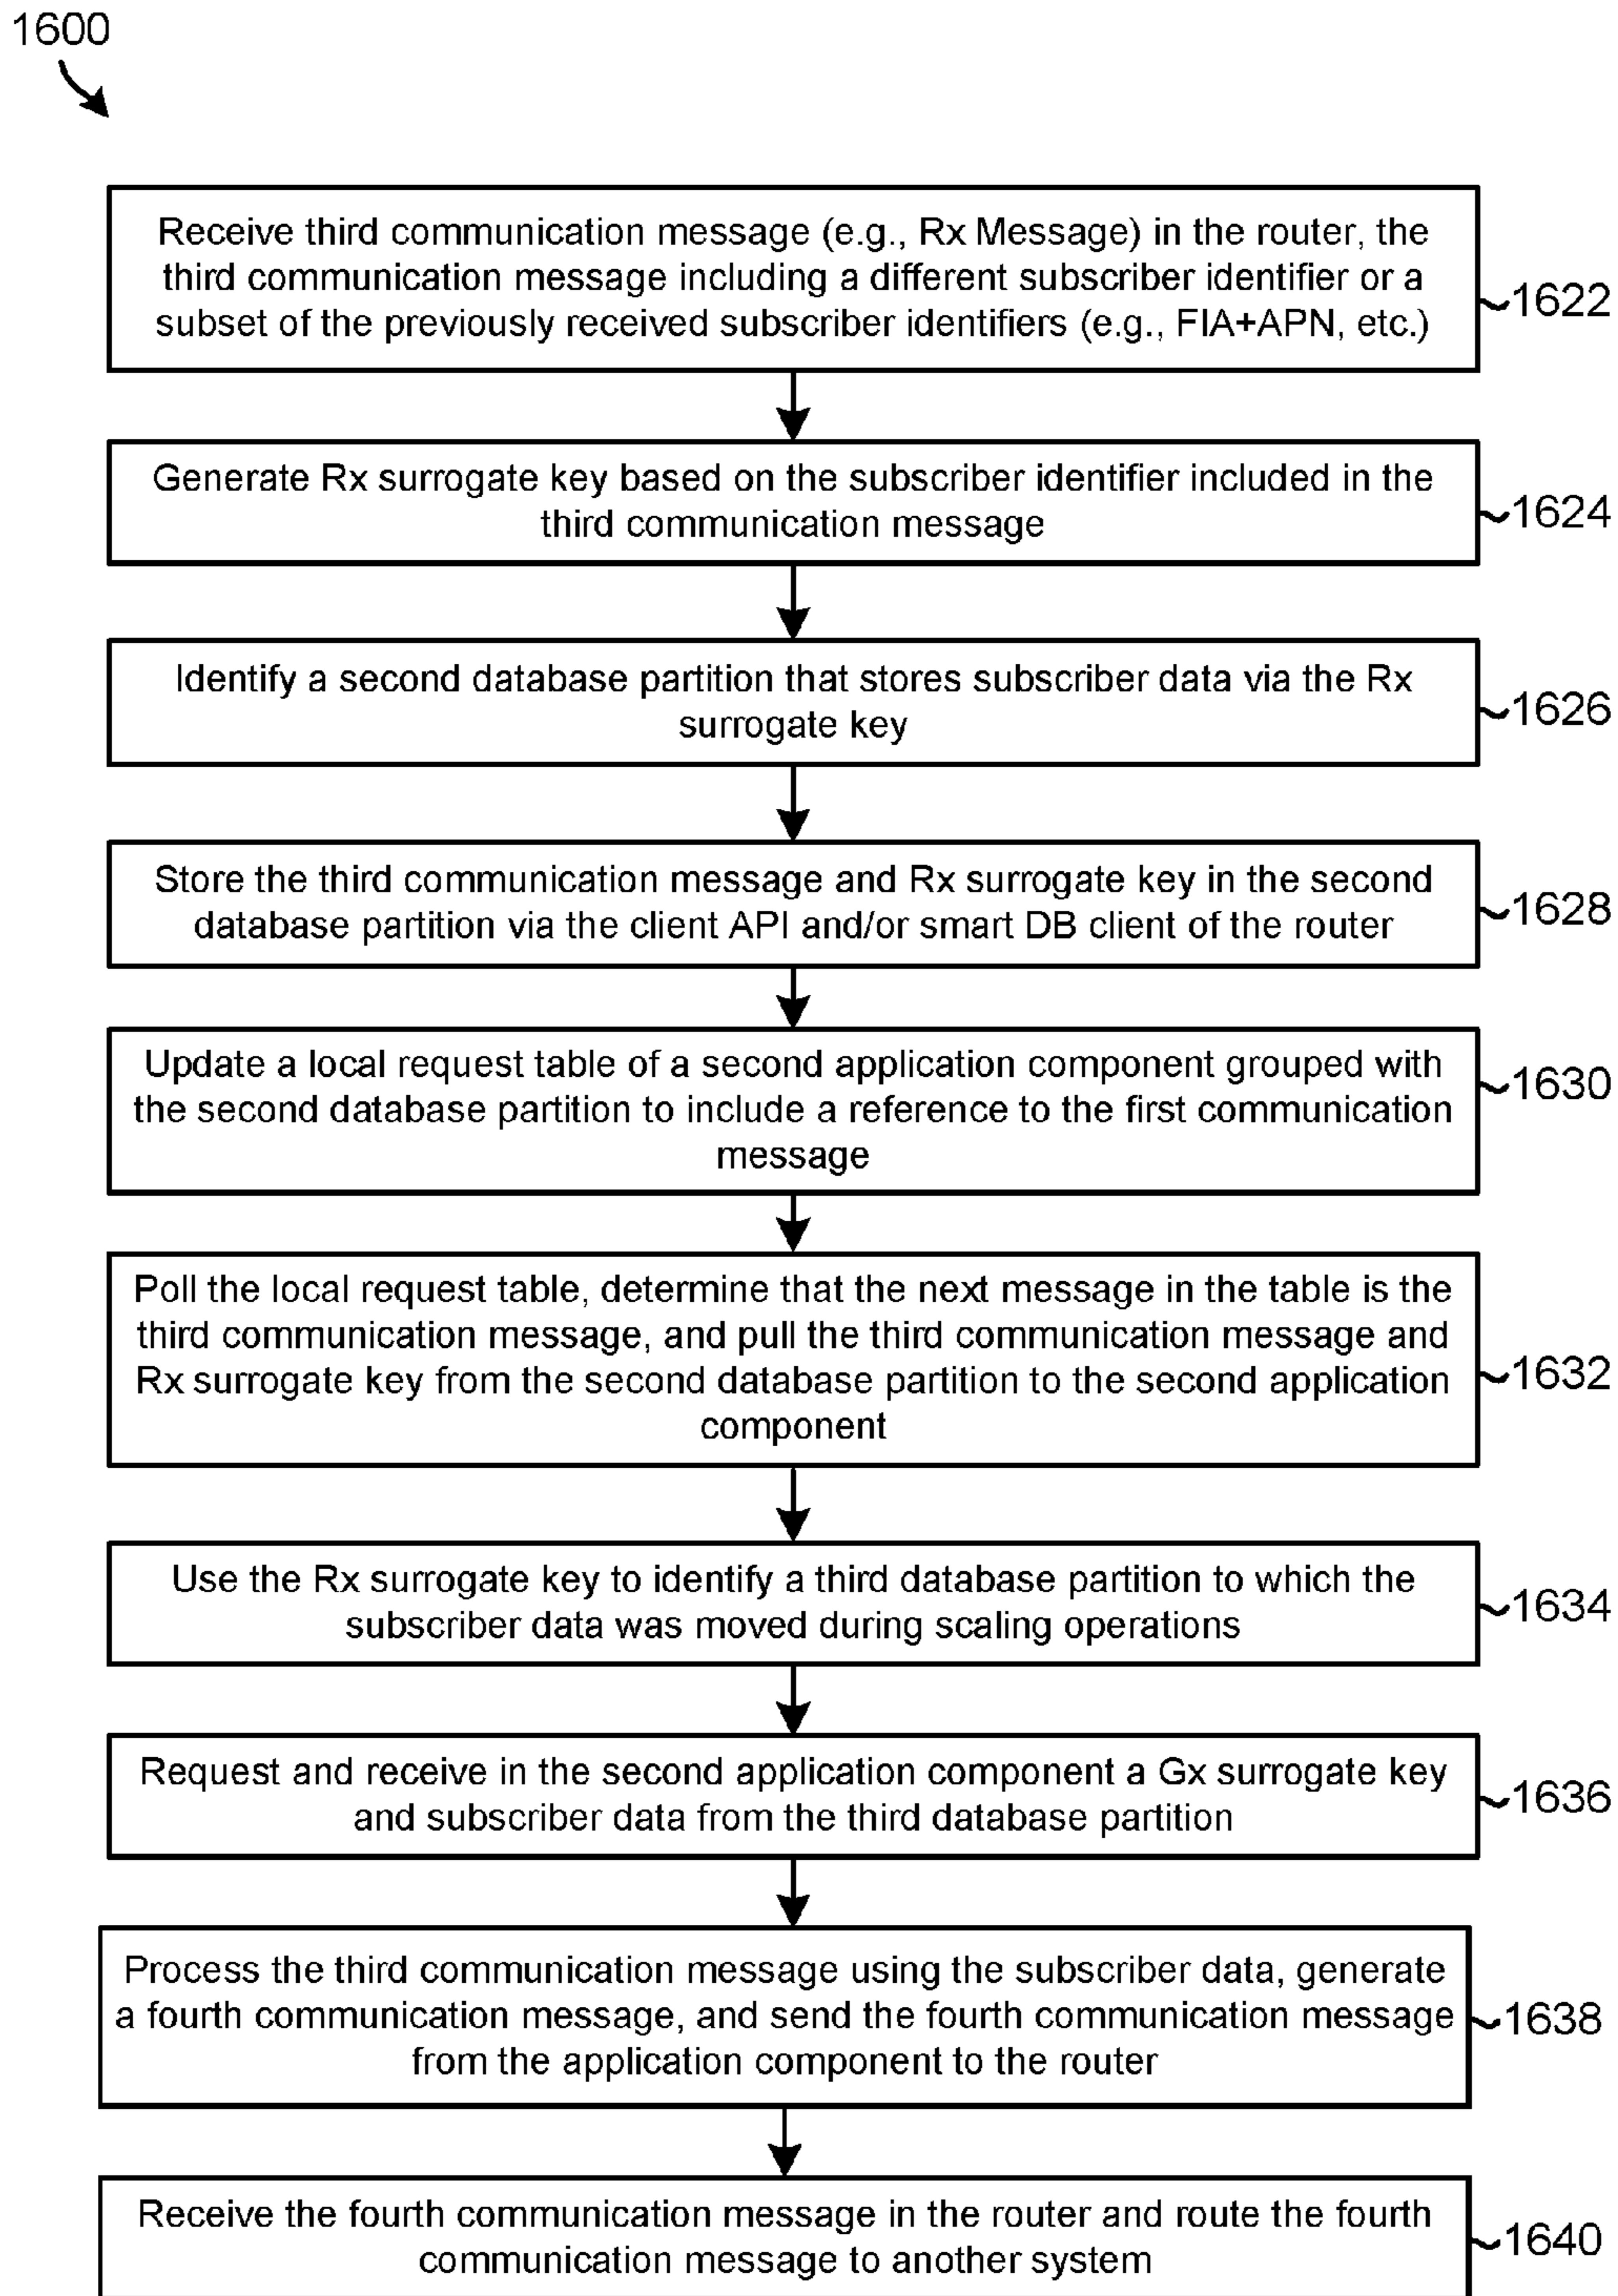 1600
Receive third communication message (e.g., Rx Message) in the router, the
third communication message including a different subscriber identifier or a
subset of the previously received subscriber identifiers (e.g., FIA+APN, etc.)
1622
Generate Rx surrogate key based on the subscriber identifier included in the
third communication message
1624
Identify a second database partition that stores subscriber data via the Rx
surrogate key
1626
Store the third communication message and Rx surrogate key in the second
database partition via the client API and/or smart DB client of the router
1628
Update a local request table of a second application component grouped with
the second database partition to include a reference to the first communication
message
1630
Poll the local request table, determine that the next message in the table is the
third communication message, and pull the third communication message and
Rx surrogate key from the second database partition to the second application
component
1632
Use the Rx surrogate key to identify a third database partition to which the
subscriber data was moved during scaling operations
1634
Request and receive in the second application component a Gx surrogate key
and subscriber data from the third database partition
1636
Process the third communication message using the subscriber data, generate
a fourth communication message, and send the fourth communication message
from the application component to the router
1638
Receive the fourth communication message in the router and route the fourth
communication message to another system
1640